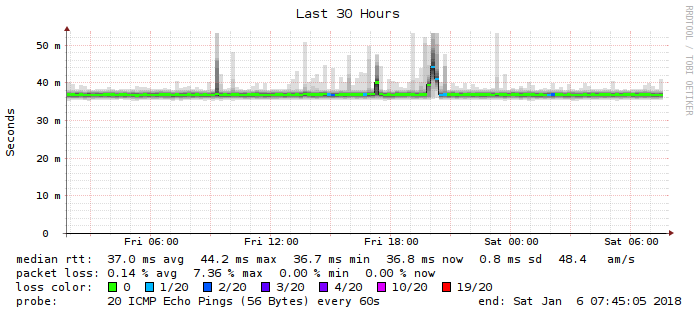 Last 30 Hours
RRDTOOL / TOBI OETIKER
Seconds
50 m
40 m
30 m
20 m
10 m
0
Fri 06:00 Fri 12:00 Fri 18:00 Sat 00:00 Sat 06:00
median rtt: 37.0 ms avg 44.2 ms max 36.7 ms min 36.8 ms now 0.8 ms sd 48.4 am/s
packet loss: 0.14 % avg 7.36 % max 0.00 % min 0.00 % now
loss color: 0 1/20 2/20 3/20 4/20 10/20 19/20
probe: 20 ICMP Echo Pings (56 Bytes) every 60s end: Sat Jan 6 07:45:05 2018